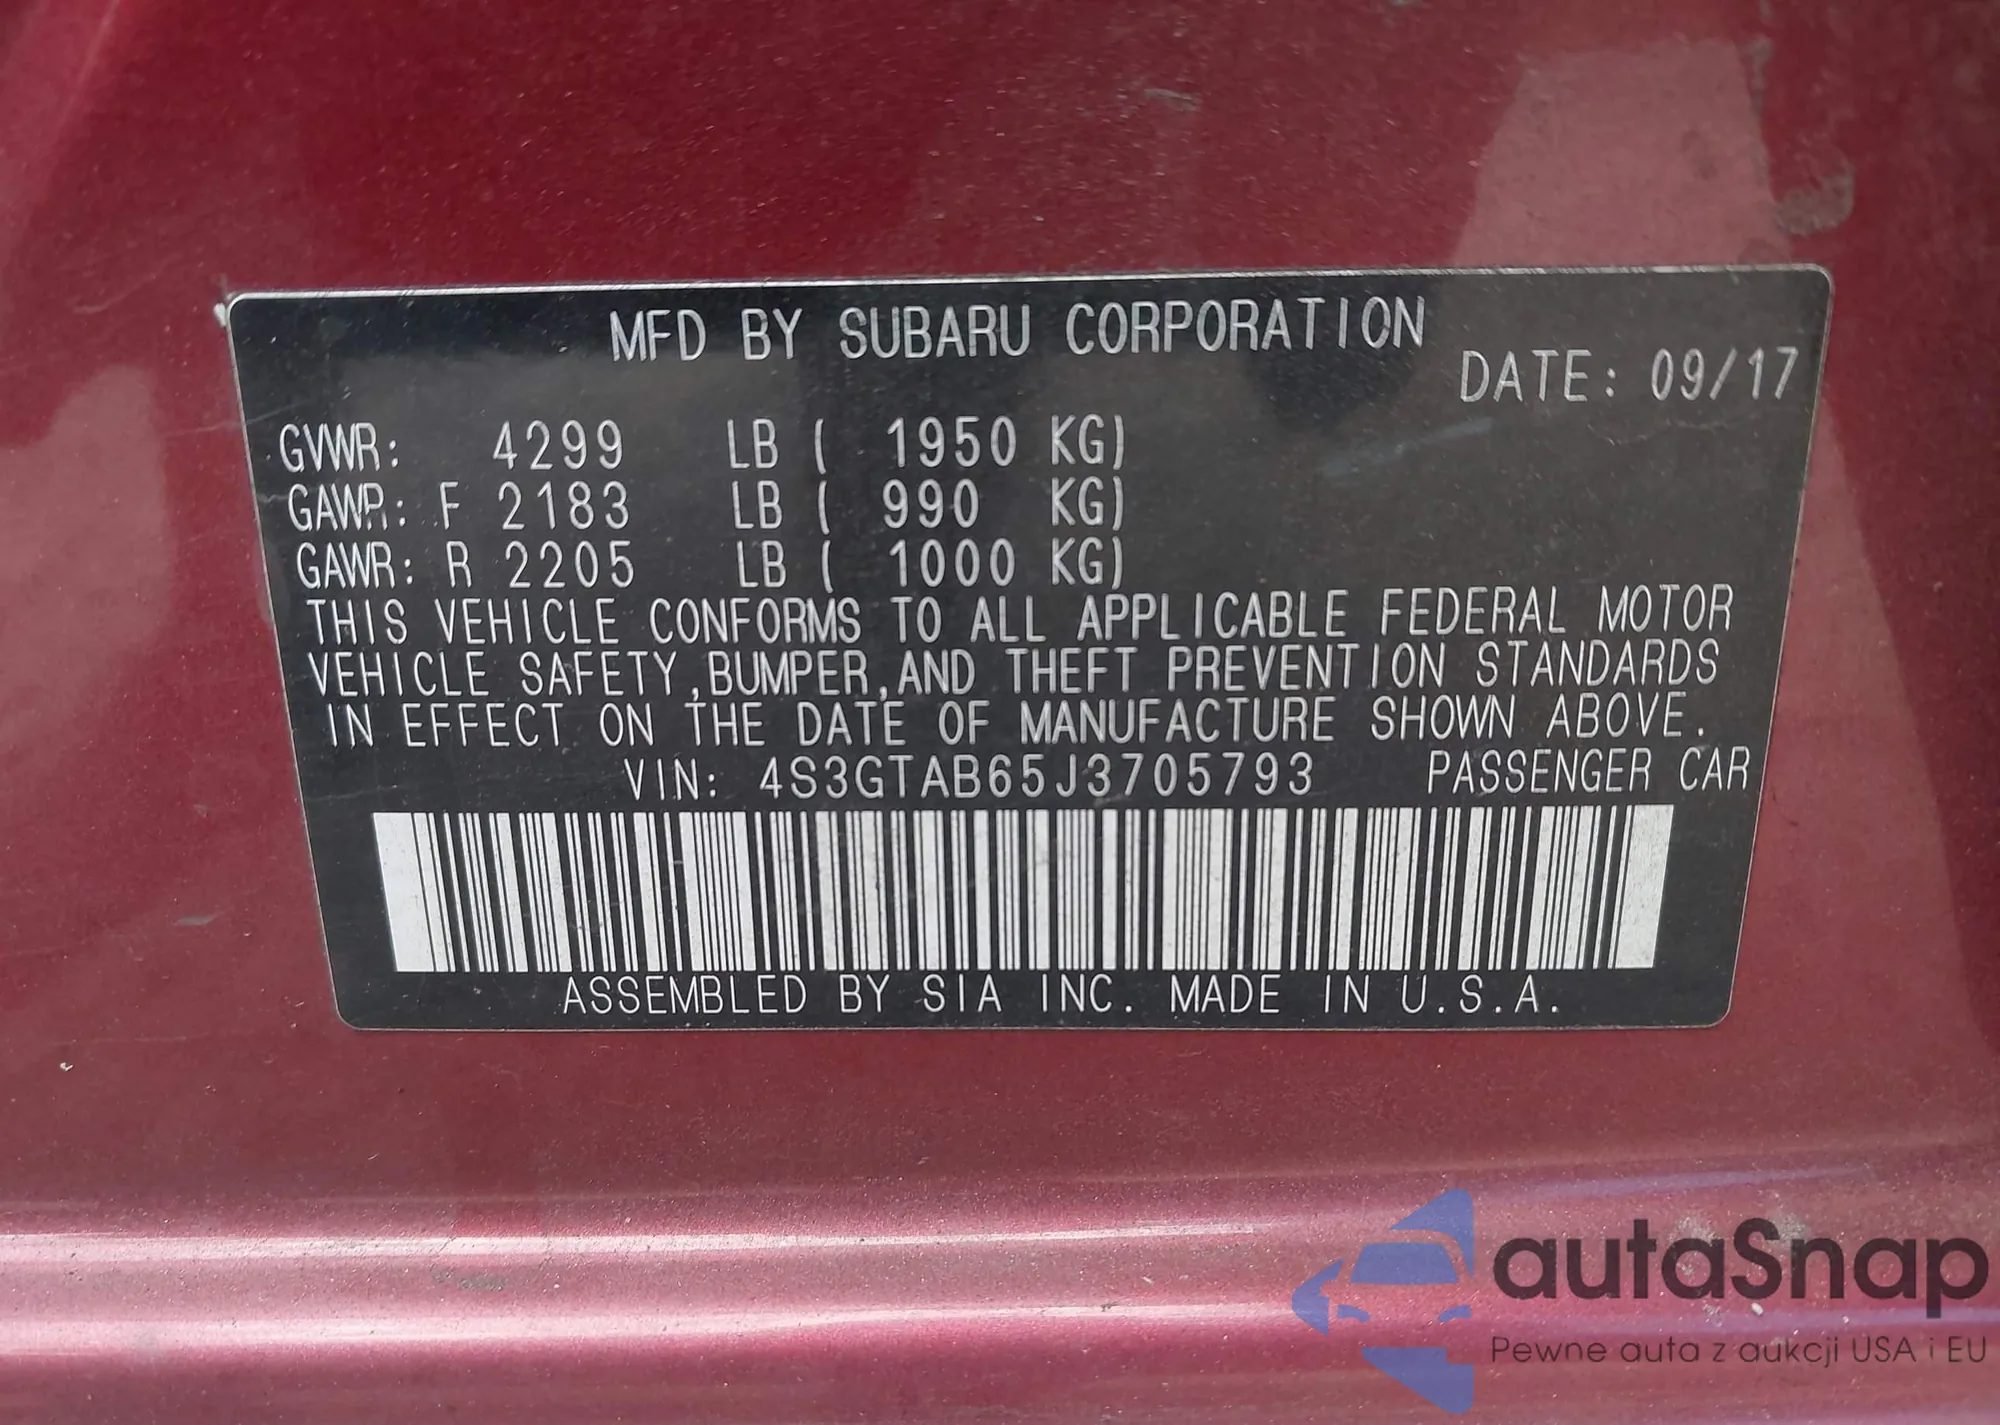 MFD BY SUBARU CORPORATION
DATE: 09/17
GVWR: 4299 LB ( 1950 KG)
GAWR: F 2183 LB ( 990 KG)
GAWR: R 2205 LB ( 1000 KG)
THIS VEHICLE CONFORMS TO ALL APPLICABLE FEDERAL MOTOR
VEHICLE SAFETY,BUMPER,AND THEFT PREVENTION STANDARDS
IN EFFECT ON THE DATE OF MANUFACTURE SHOWN ABOVE.
VIN: 4S3GTAB65J3705793 PASSENGER CAR
ASSEMBLED BY SIA INC. MADE IN U.S.A.
autaSnap
Pewne auta z aukcji USA i EU